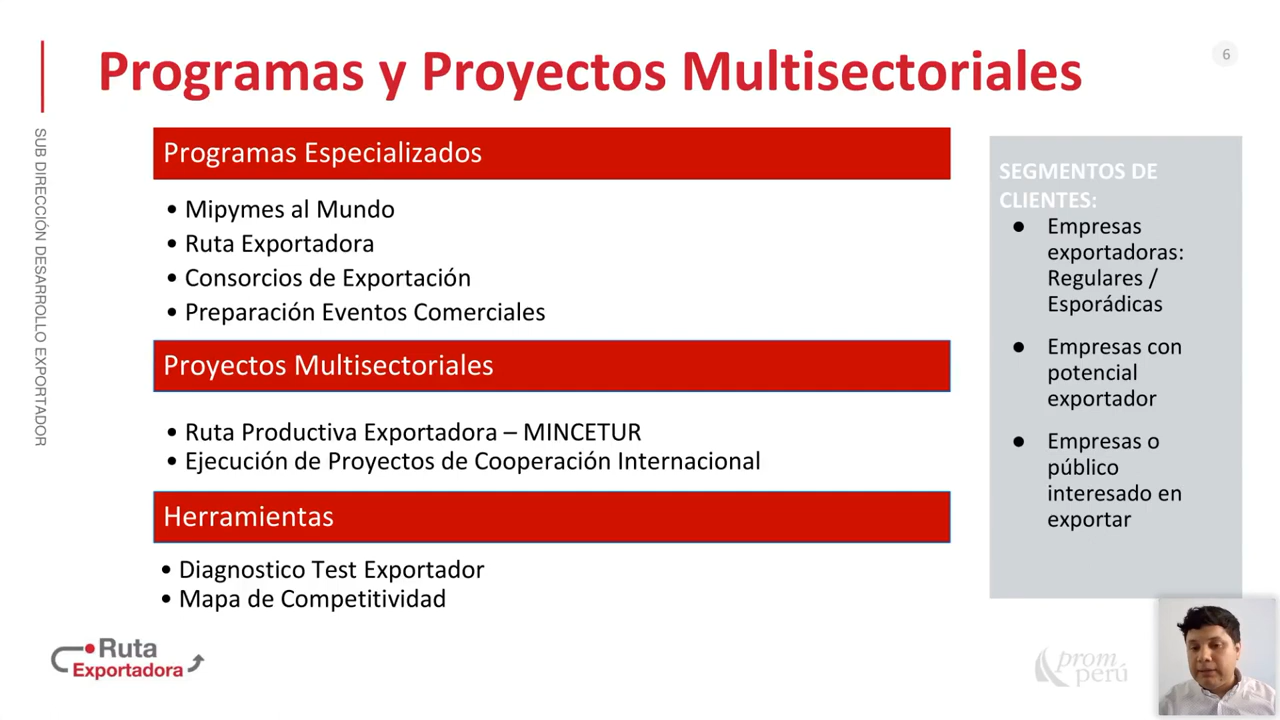 Programas y Proyectos Multisectoriales
6
SUB DIRECCIÓN DESARROLLO EXPORTADOR
Programas Especializados
• Mipymes al Mundo
• Ruta Exportadora
• Consorcios de Exportación
• Preparación Eventos Comerciales
Proyectos Multisectoriales
• Ruta Productiva Exportadora – MINCETUR
• Ejecución de Proyectos de Cooperación Internacional
Herramientas
• Diagnostico Test Exportador
• Mapa de Competitividad
SEGMENTOS DE
CLIENTES:
● Empresas
exportadoras:
Regulares /
Esporádicas
● Empresas con
potencial
exportador
● Empresas o
público
interesado en
exportar
Ruta
Exportadora
prom
perú